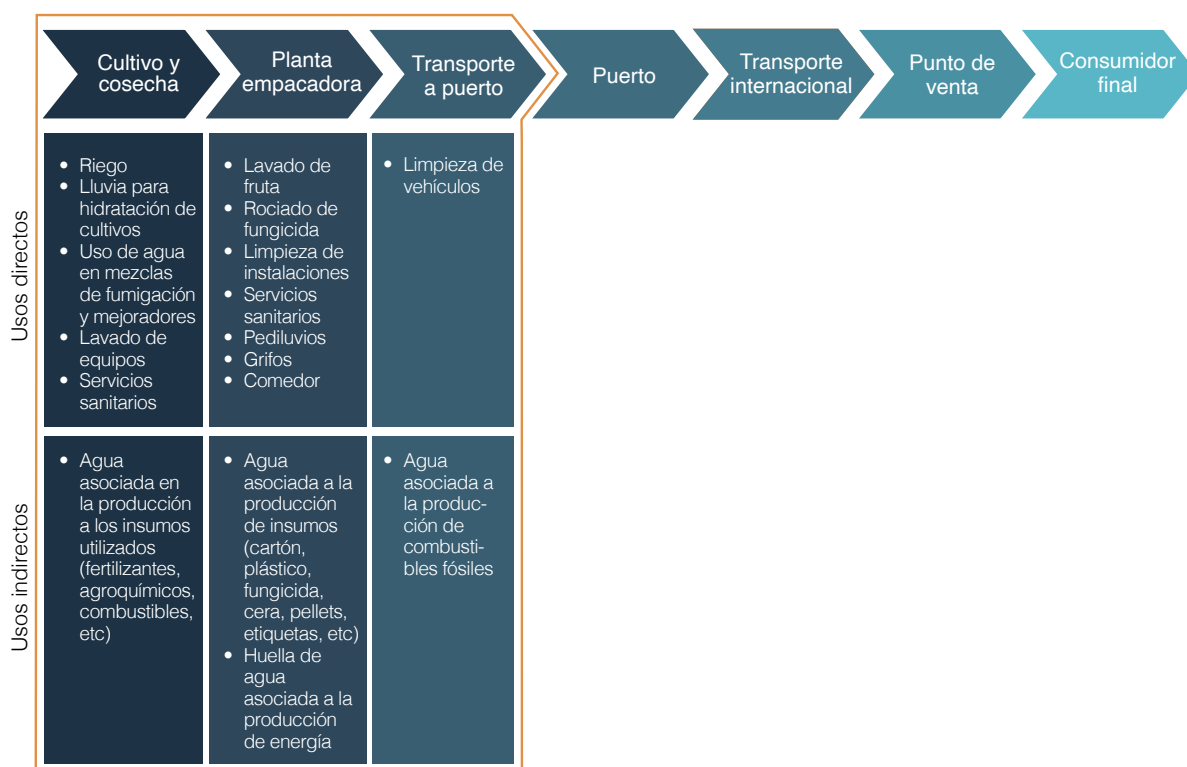 Cultivo y
cosecha
Planta
empacadora
Transporte
a puerto
Puerto
Transporte
internacional
Punto de
venta
Consumidor
final
Usos directos
• Riego
• Lluvia para
hidratación de
cultivos
• Uso de agua
en mezclas
de fumigación
y mejoradores
• Lavado de
equipos
• Servicios
sanitarios
• Lavado de
fruta
• Rociado de
fungicida
• Limpieza de
instalaciones
• Servicios
sanitarios
• Pediluvios
• Grifos
• Comedor
• Limpieza de
vehículos
Usos indirectos
• Agua
asociada en
la producción
a los insumos
utilizados
(fertilizantes,
agroquímicos,
combustibles,
etc)
• Agua
asociada a la
producción
de insumos
(cartón,
plástico,
fungicida,
cera, pellets,
etiquetas, etc)
• Huella de
agua
asociada a la
producción
de energía
• Agua
asociada a
la produc-
ción de
combusti-
bles fósiles